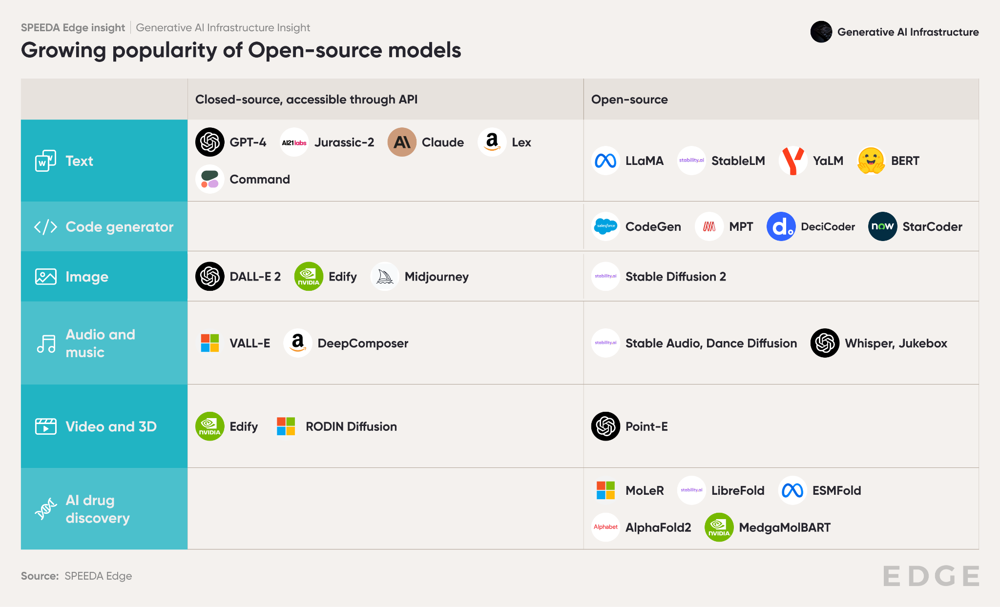 SPEEDA Edge insight | Generative AI Infrastructure Insight
Generative AI Infrastructure
Growing popularity of Open-source models
Closed-source, accessible through API
Open-source
W W Text
GPT-4 AI21labs Jurassic-2 A\ Claude a Lex
Command
LLaMA stability.ai StableLM YaLM BERT
</> Code generator
salesforce CodeGen MPT d. DeciCoder now StarCoder
Image
DALL-E 2 NVIDIA. Edify Midjourney
stability.ai Stable Diffusion 2
Audio and
music
VALL-E a DeepComposer
stability.ai Stable Audio, Dance Diffusion Whisper, Jukebox
Video and 3D
NVIDIA. Edify RODIN Diffusion
Point-E
AI drug
discovery
MoLeR stability.ai LibreFold ESMFold
Alphabet AlphaFold2 NVIDIA. MedgaMolBART
Source: SPEEDA Edge
EDGE